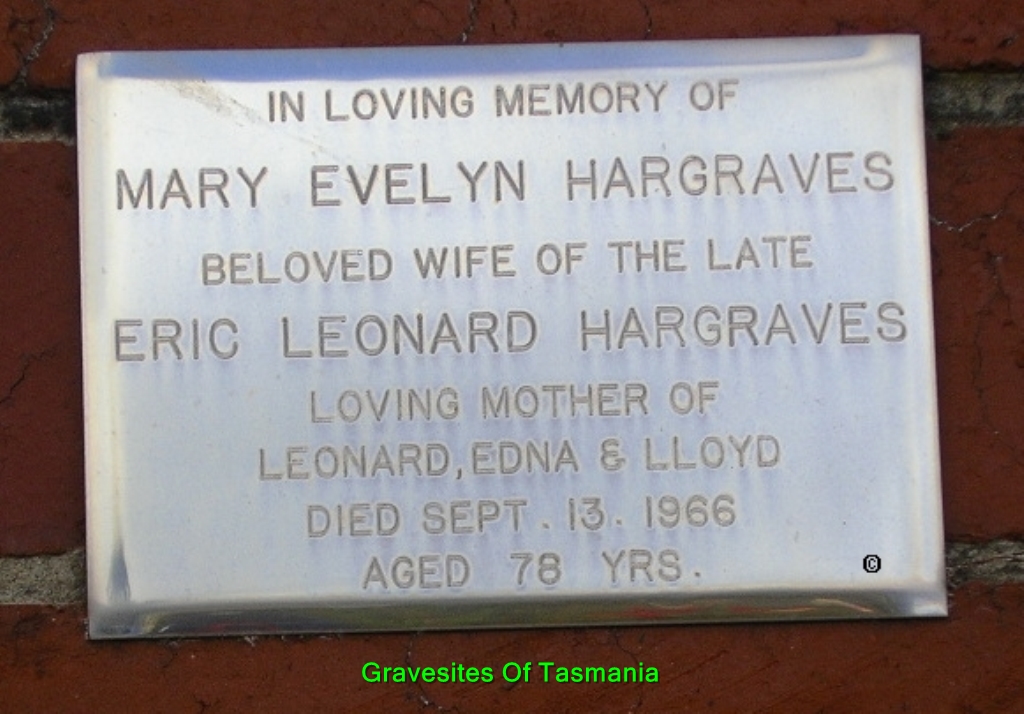 IN LOVING MEMORY OF
MARY EVELYN HARGRAVES
BELOVED WIFE OF THE LATE
ERIC LEONARD HARGRAVES
LOVING MOTHER OF
LEONARD, EDNA & LLOYD
DIED SEPT. 13. 1966
AGED 78 YRS.
©
Gravesites Of Tasmania